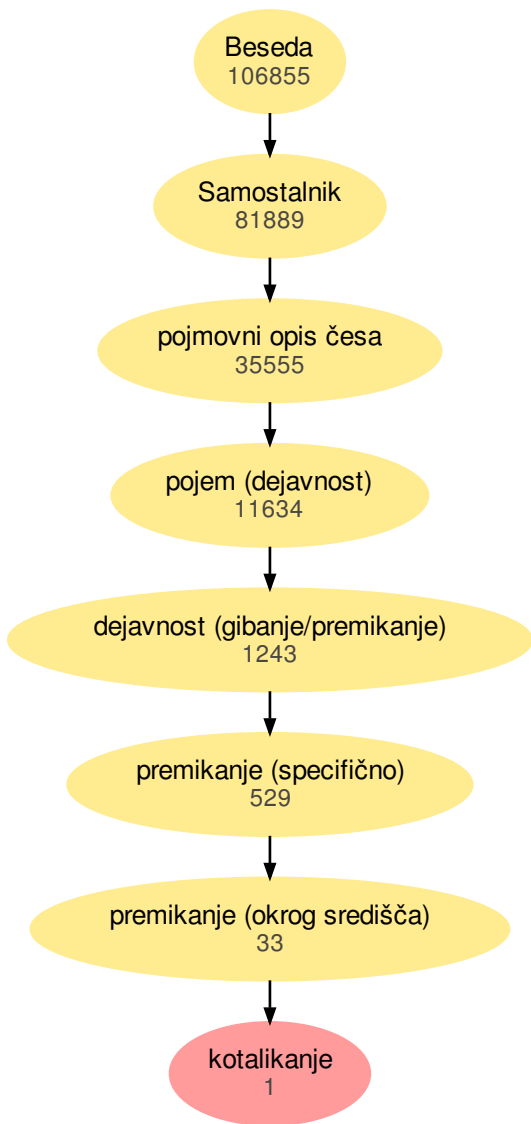 Beseda
106855
Samostalnik
81889
pojmovni opis česa
35555
pojem (dejavnost)
11634
dejavnost (gibanje/premikanje)
1243
premikanje (specifično)
529
premikanje (okrog središča)
33
kotalikanje
1